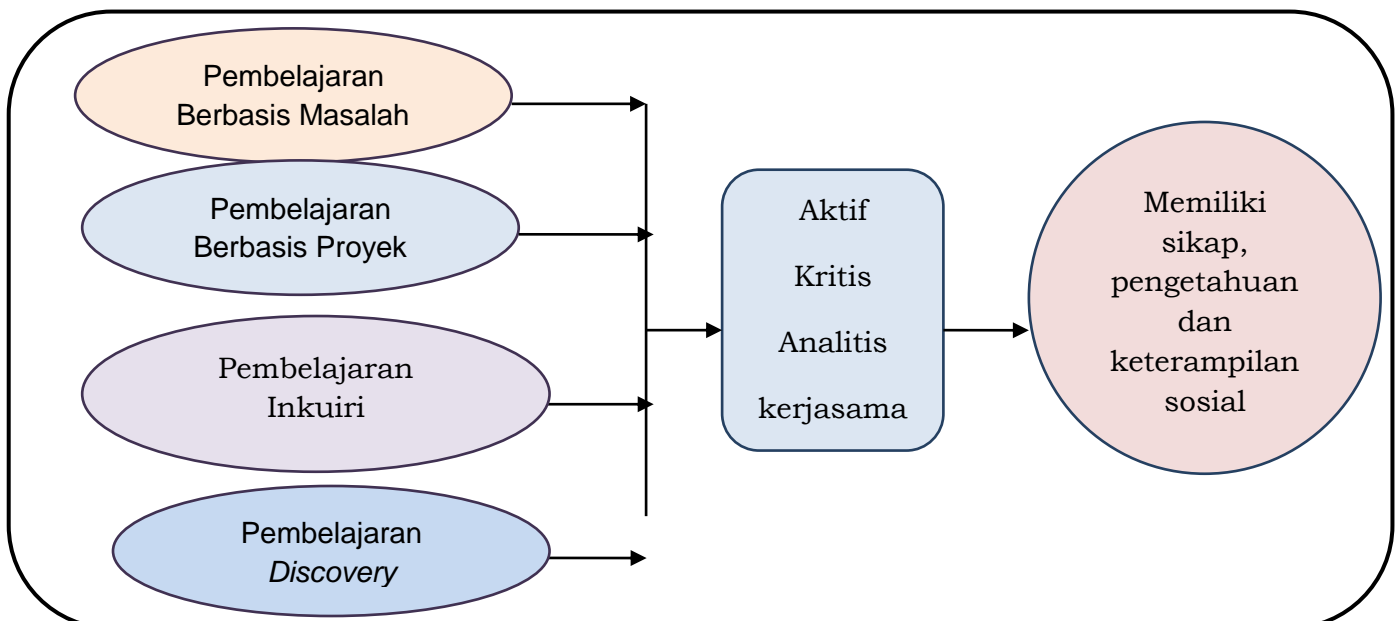 Pembelajaran
Berbasis Masalah
Pembelajaran
Berbasis Proyek
Pembelajaran
Inkuiri
Pembelajaran
Discovery
Aktif
Kritis
Analitis
kerjasama
Memiliki
sikap,
pengetahuan
dan
keterampilan
sosial